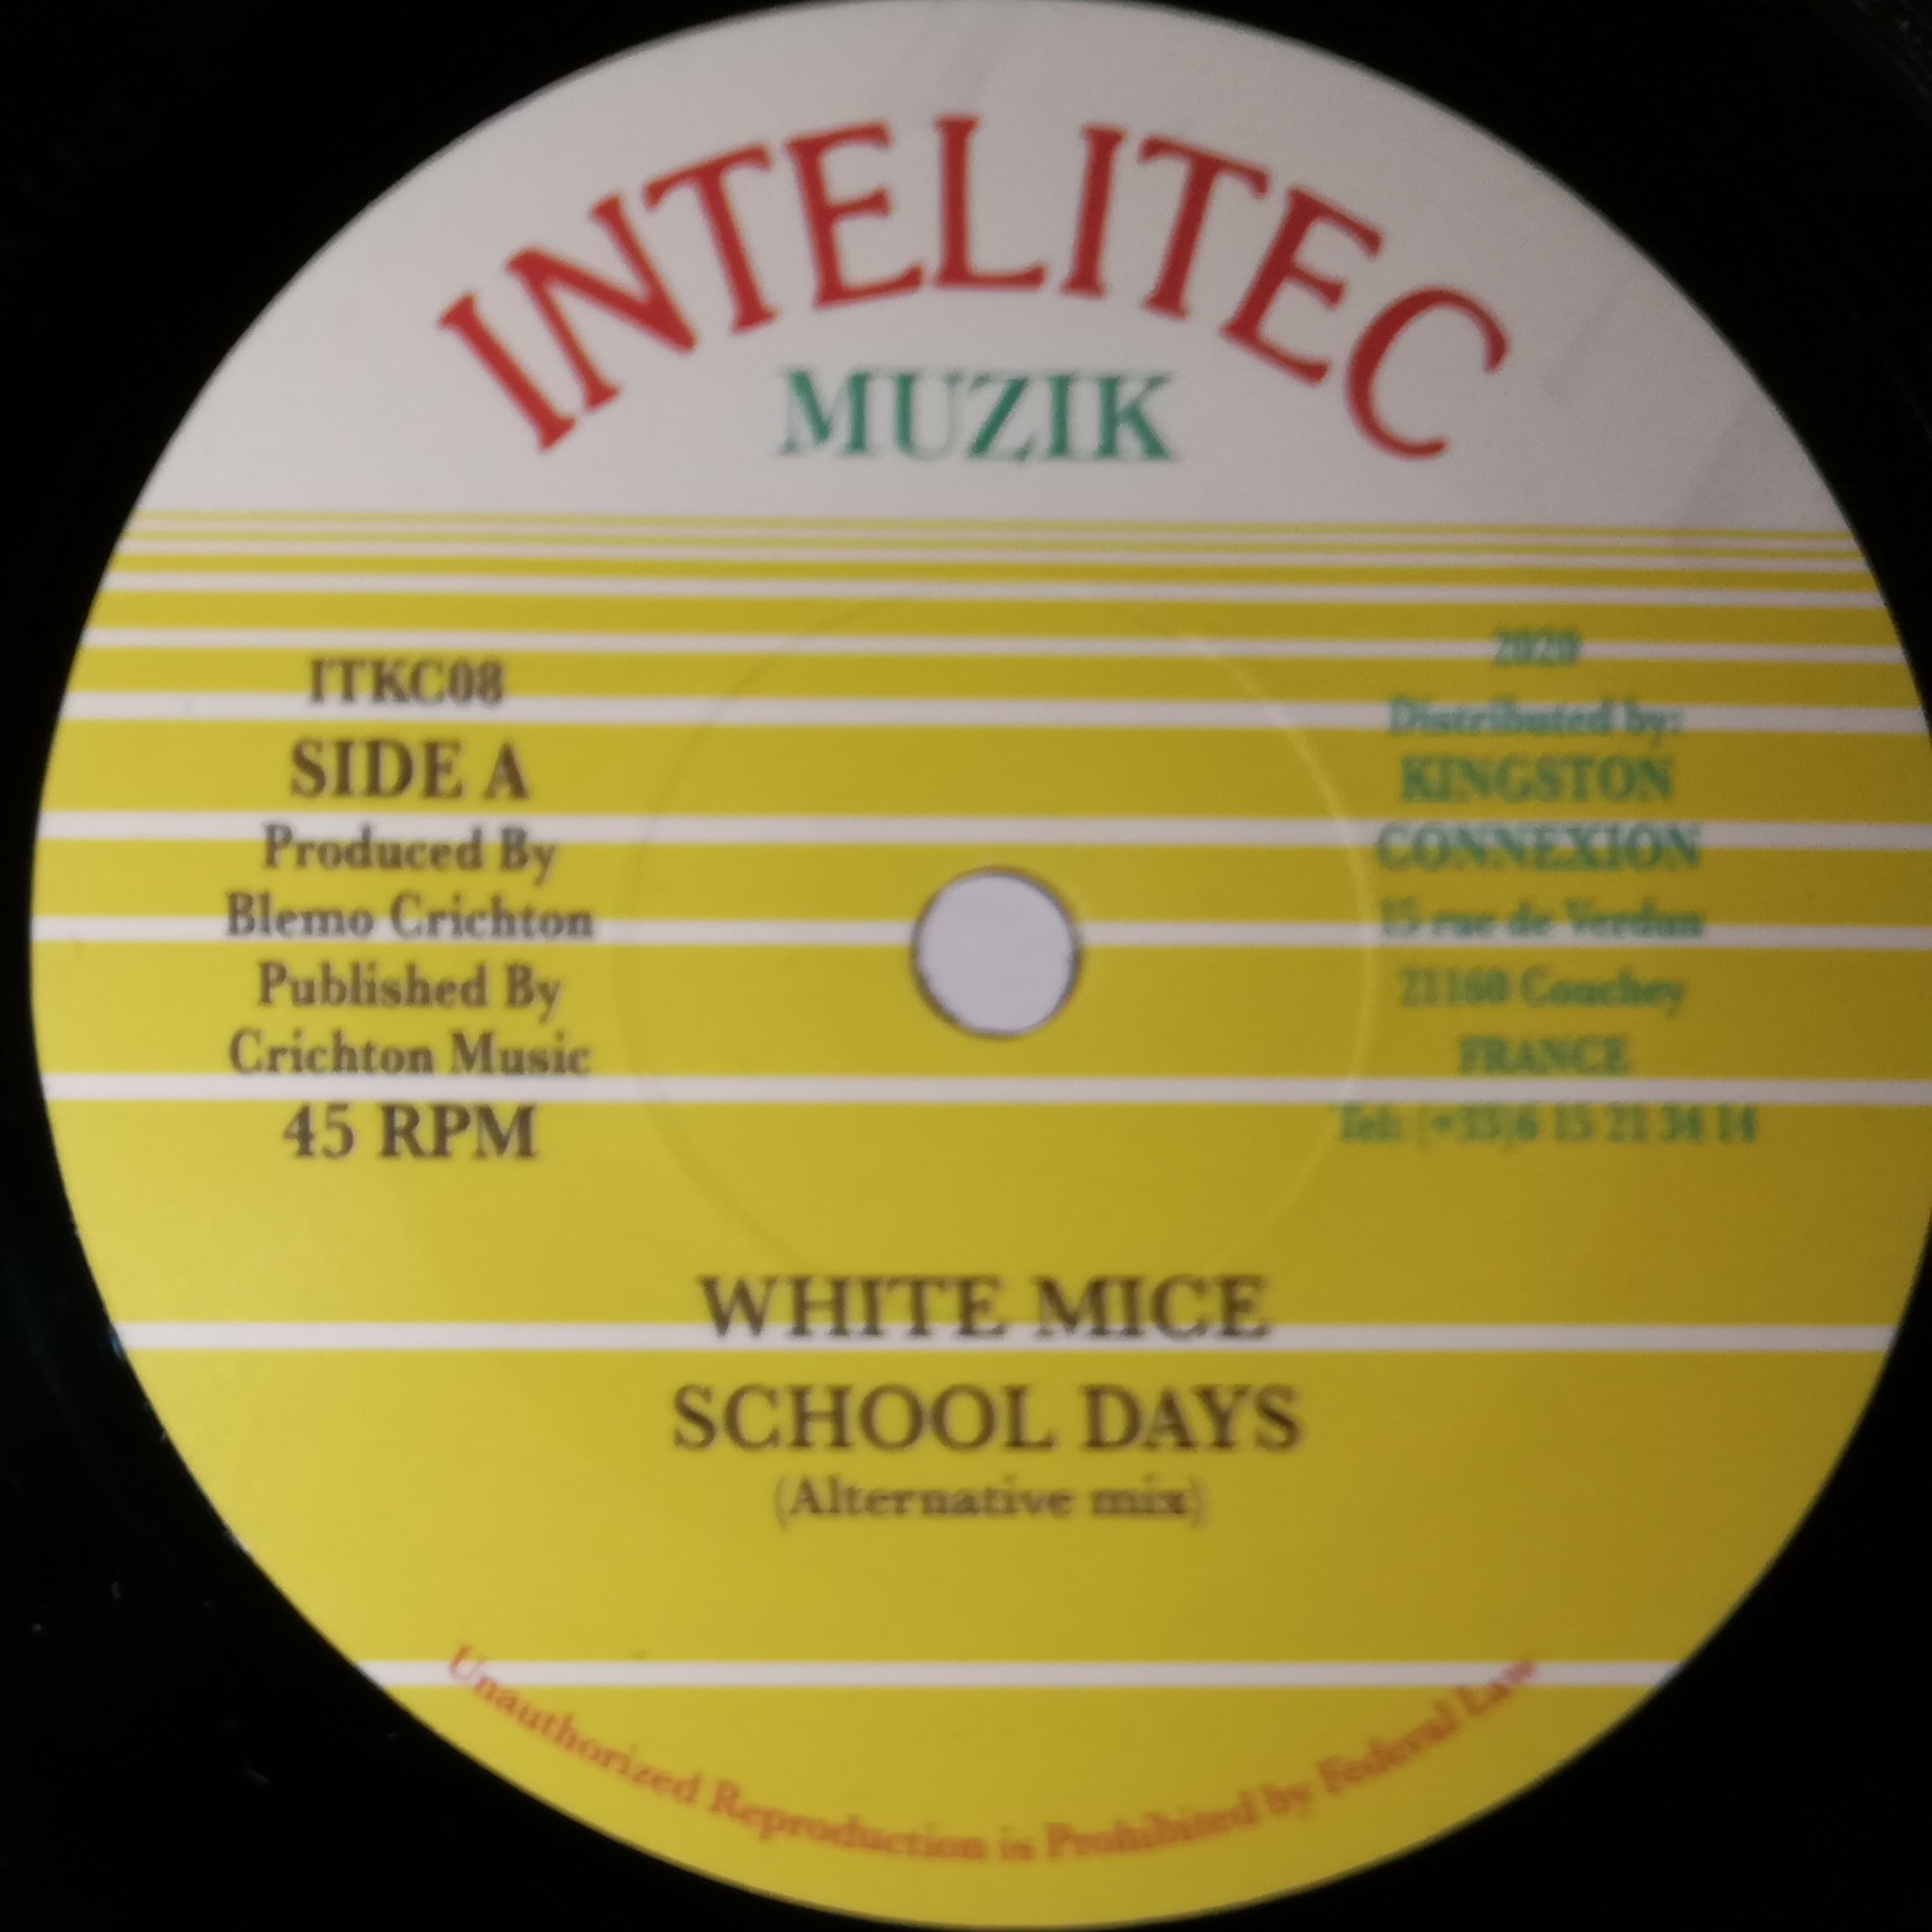 INTELITEC
MUZIK
ITKC08
SIDE A
Produced By
Blemo Crichton
Published By
Crichton Music
45 RPM
2020
Distributed by:
KINGSTON
CONNEXION
15 rue de Verdun
21160 Couchey
FRANCE
Tel: (+33)6 15 21 34 14
WHITE MICE
SCHOOL DAYS
(Alternative mix)
Unauthorized Reproduction is Prohibited by Federal Law